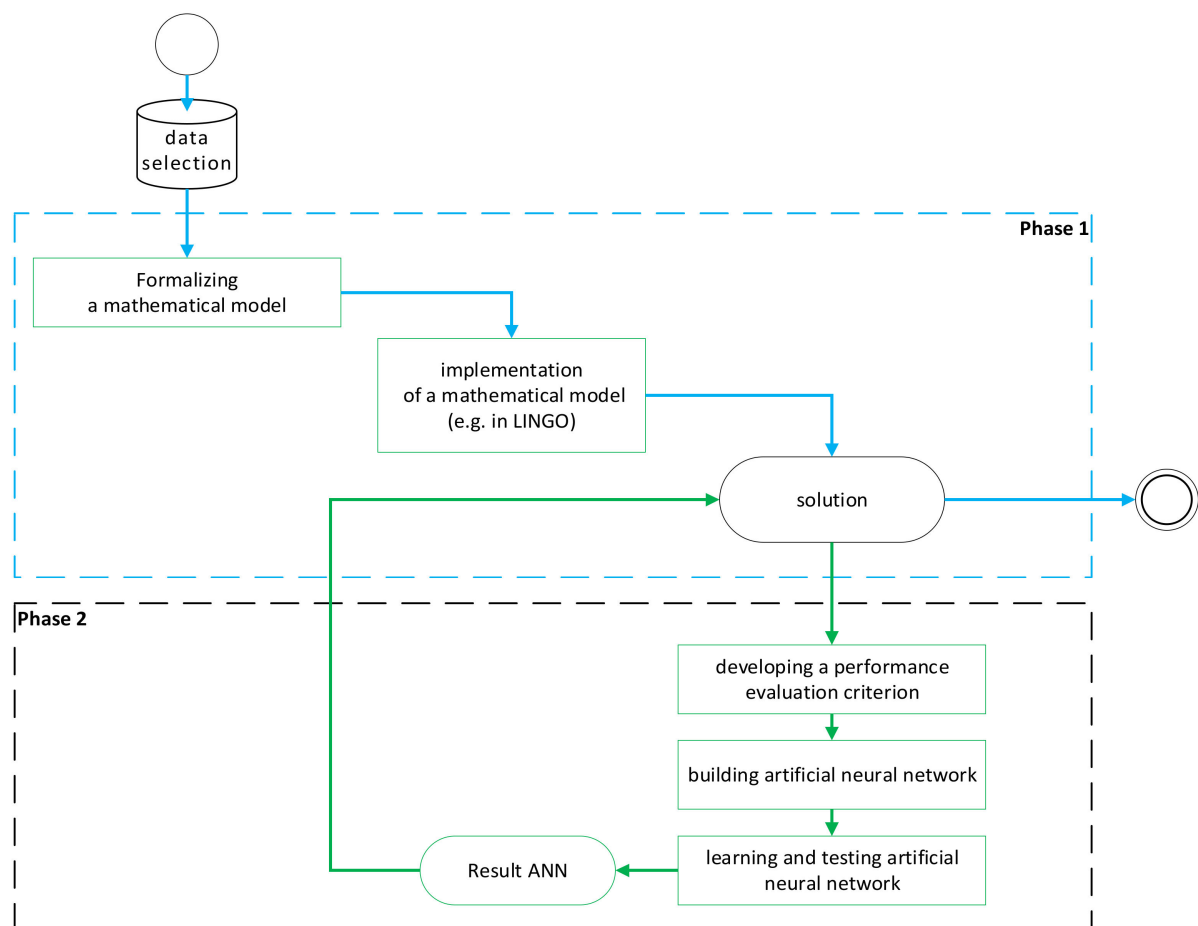 data
selection
Phase 1
Formalizing
a mathematical model
implementation
of a mathematical model
(e.g. in LINGO)
solution
Phase 2
developing a performance
evaluation criterion
building artificial neural network
learning and testing artificial
neural network
Result ANN